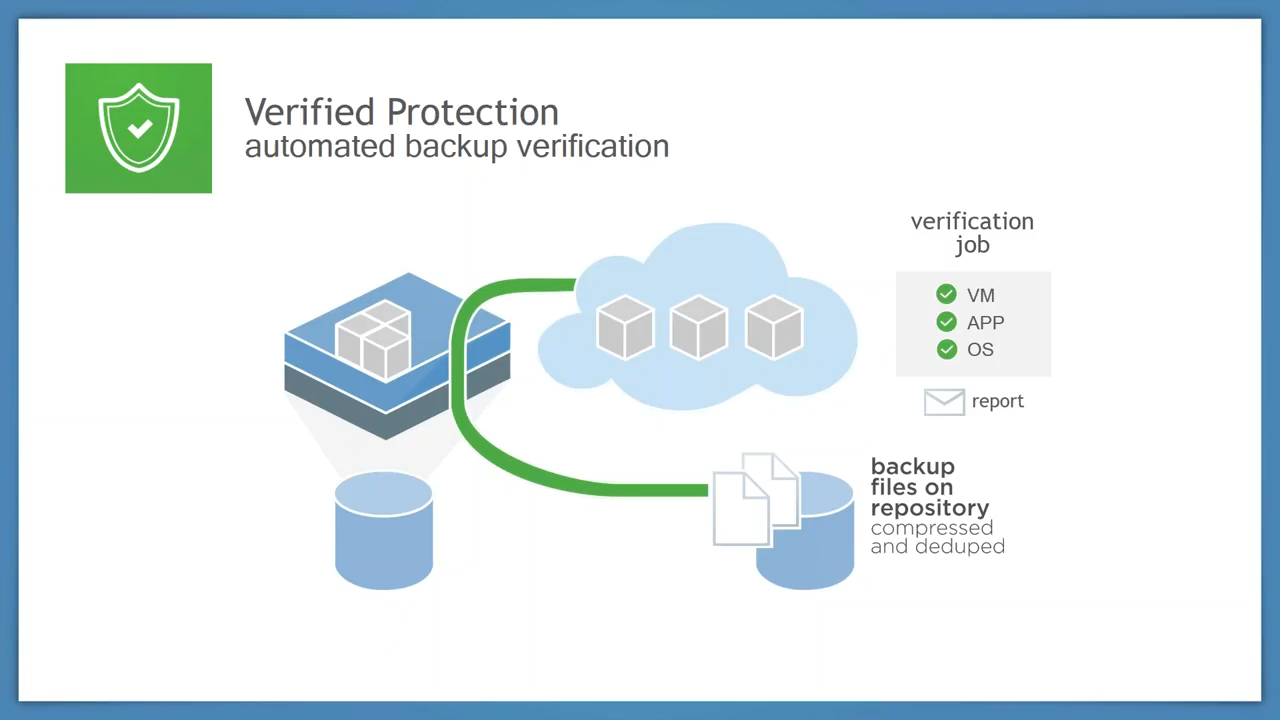 Verified Protection
automated backup verification
verification
job
VM
APP
OS
report
backup
files on
repository
compressed
and deduped